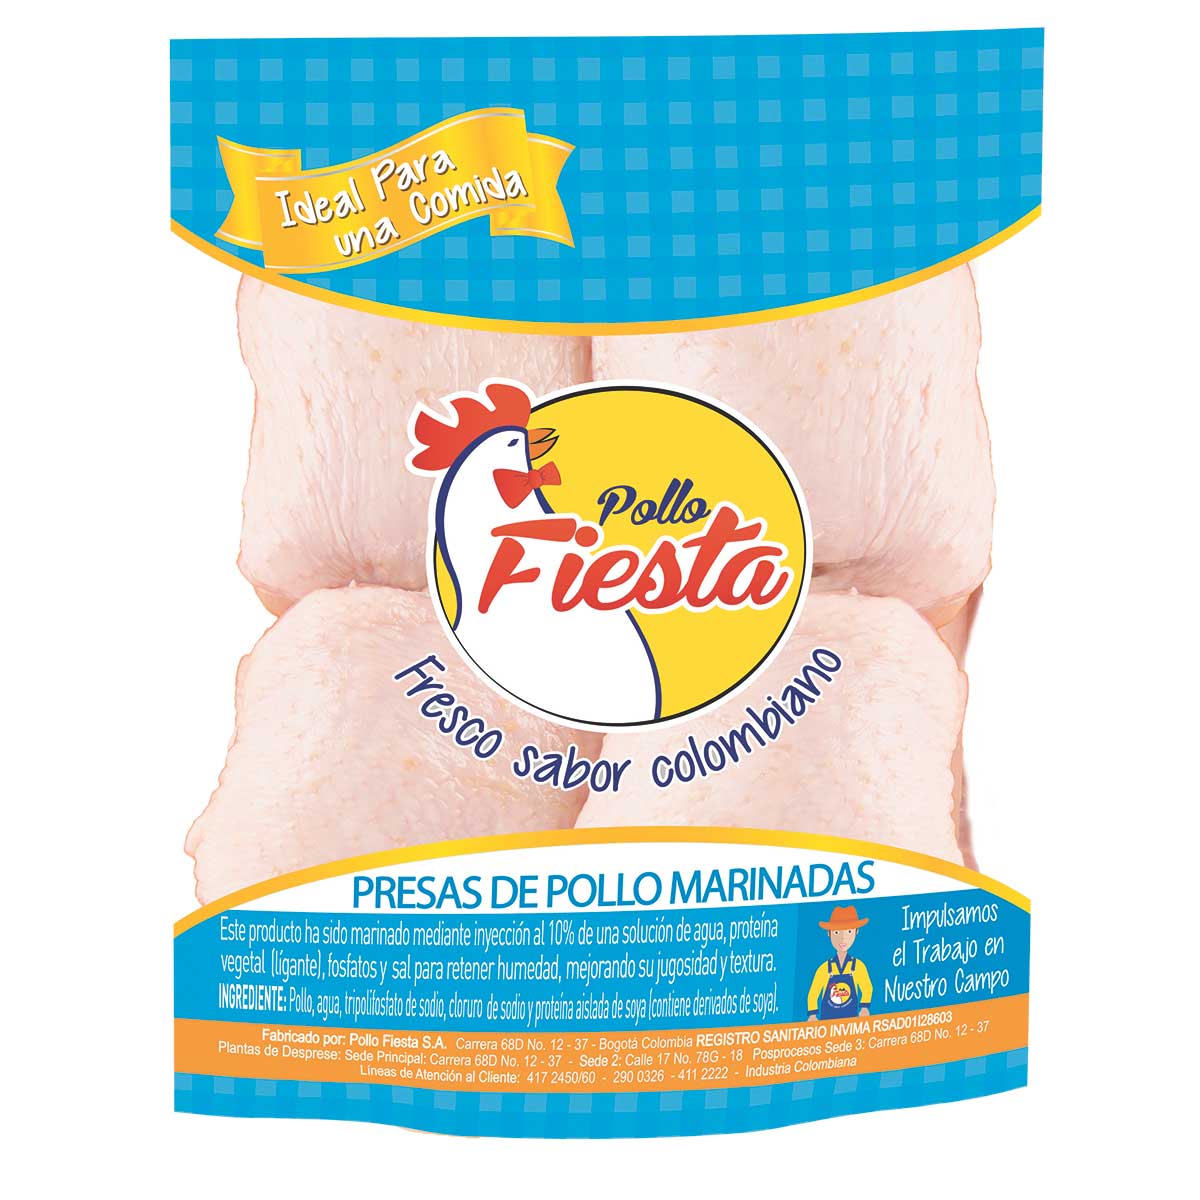 Ideal Para
una Comida
Pollo
Fiesta
Fresco sabor colombiano
PRESAS DE POLLO MARINADAS
Este producto ha sido marinado mediante inyección al 10% de una solución de agua, proteína
vegetal (lígante), fosfatos y sal para retener humedad, mejorando su jugosidad y textura.
INGREDIENTE: Pollo, agua, tripolifosfato de sodio, cloruro de sodio y proteína aislada de soya (contiene derivados de soya).
Impulsamos
el Trabajo en
Nuestro Campo
Fiesta
Fabricado por: Pollo Fiesta S.A. Carrera 68D No. 12 - 37 - Bogotá Colombia REGISTRO SANITARIO INVIMA RSAD01I28603
Plantas de Desprese: Sede Principal: Carrera 68D No. 12 - 37 - Sede 2: Calle 17 No. 78G - 18 Posprocesos Sede 3: Carrera 68D No. 12 - 37
Líneas de Atención al Cliente: 417 2450/60 - 290 0326 - 411 2222 - Industria Colombiana